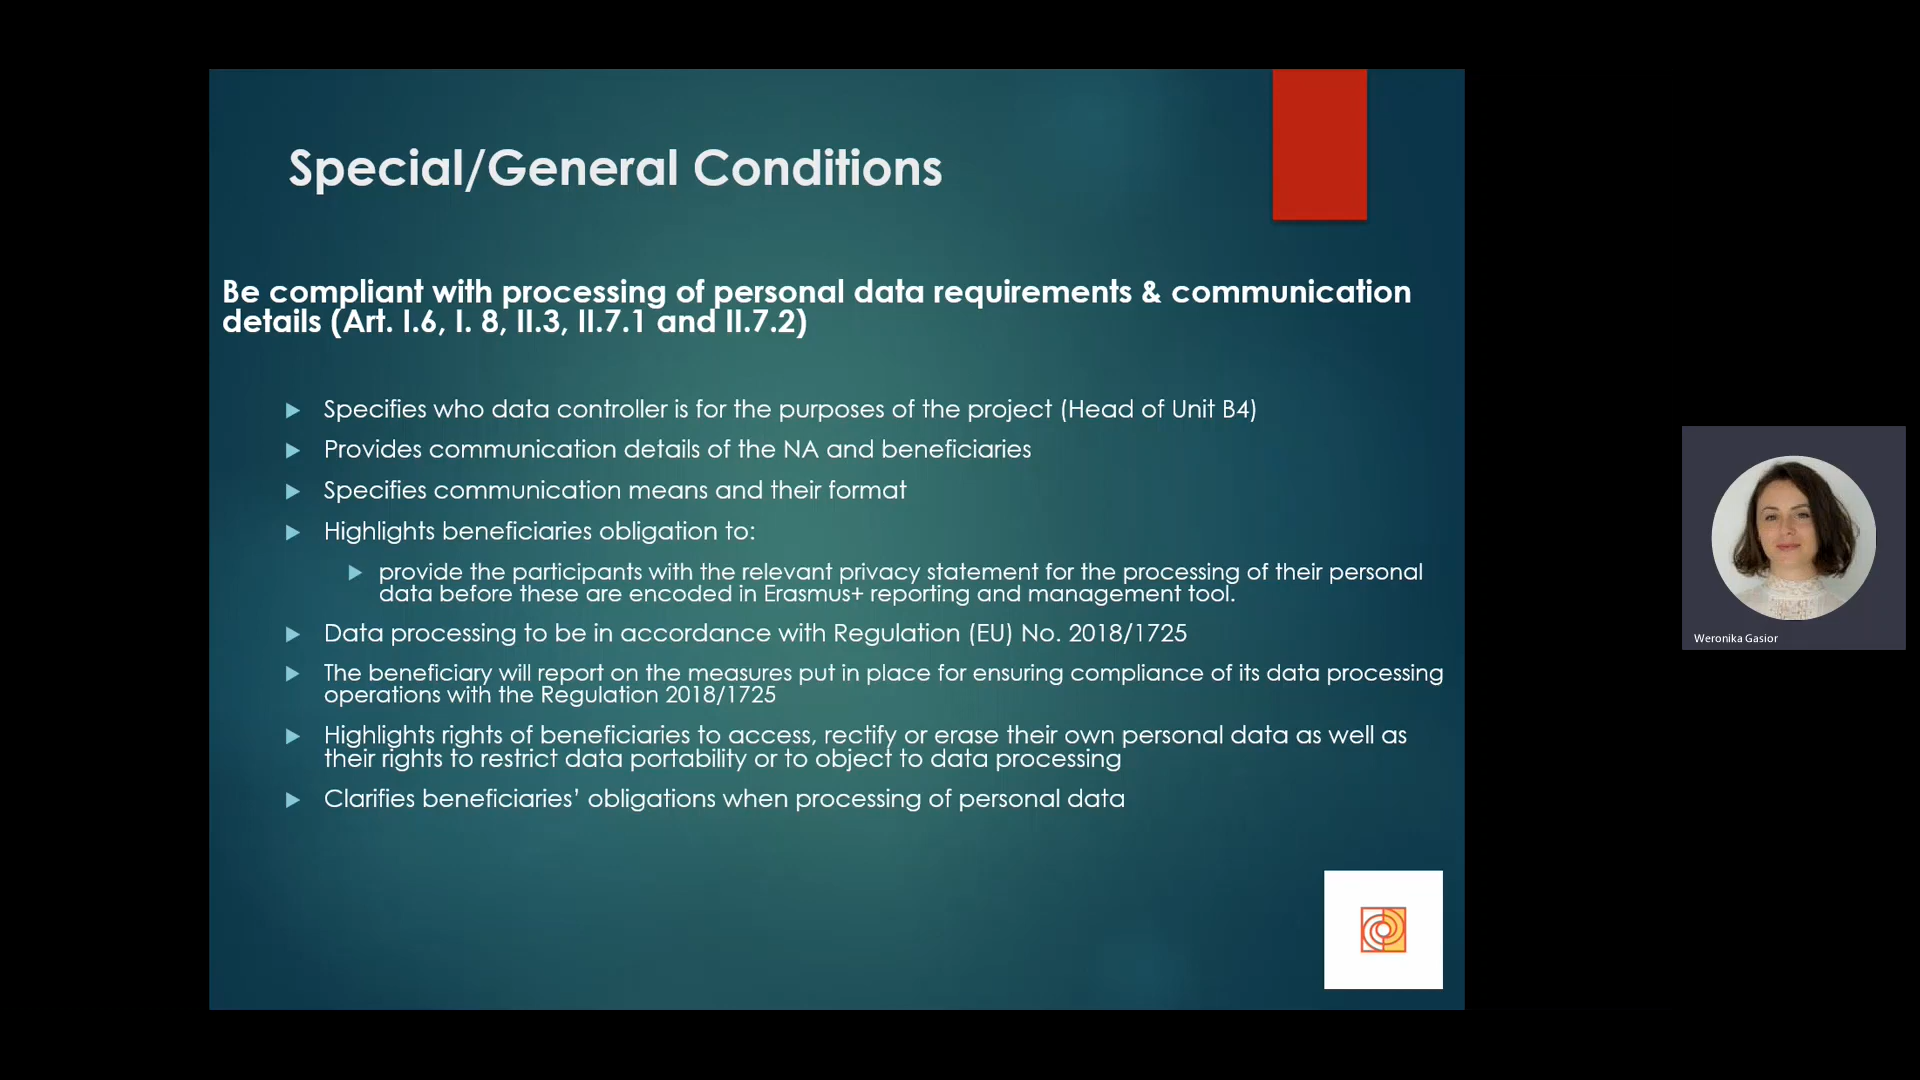 Special/General Conditions
Be compliant with processing of personal data requirements & communication
details (Art. I.6, I. 8, II.3, II.7.1 and II.7.2)
Specifies who data controller is for the purposes of the project (Head of Unit B4)
Provides communication details of the NA and beneficiaries
Specifies communication means and their format
Highlights beneficiaries obligation to:
provide the participants with the relevant privacy statement for the processing of their personal
data before these are encoded in Erasmus+ reporting and management tool.
Data processing to be in accordance with Regulation (EU) No. 2018/1725
The beneficiary will report on the measures put in place for ensuring compliance of its data processing
operations with the Regulation 2018/1725
Highlights rights of beneficiaries to access, rectify or erase their own personal data as well as
their rights to restrict data portability or to object to data processing
Clarifies beneficiaries’ obligations when processing of personal data
Weronika Gasior